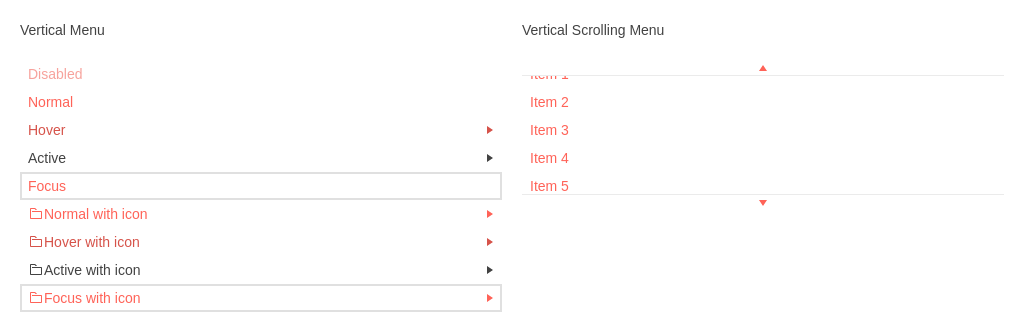 Vertical Menu
Disabled
Normal
Hover
Active
Focus
Normal with icon
Hover with icon
Active with icon
Focus with icon
Vertical Scrolling Menu
Item 1
Item 2
Item 3
Item 4
Item 5